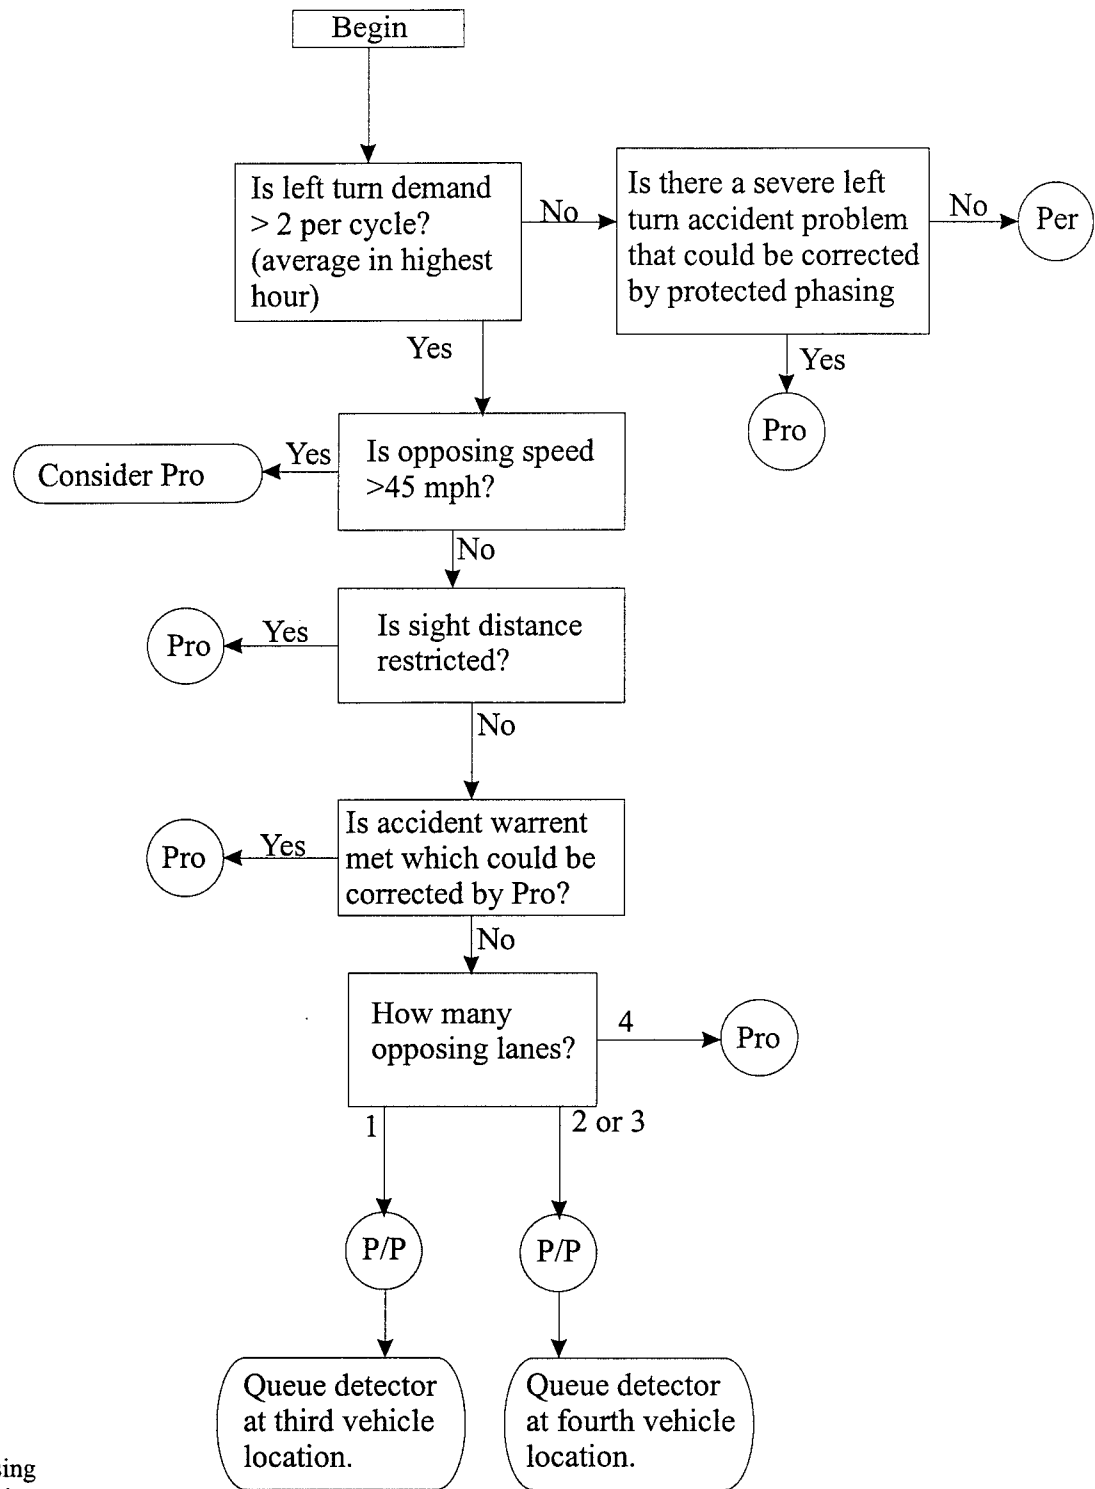 Begin
Is left turn demand
> 2 per cycle?
(average in highest
hour)
No
Is there a severe left
turn accident problem
that could be corrected
by protected phasing
No
Per
Yes
Pro
Yes
Is opposing speed
>45 mph?
Yes
Consider Pro
No
Is sight distance
restricted?
Yes
Pro
No
Is accident warrent
met which could be
corrected by Pro?
Yes
Pro
No
How many
opposing lanes?
4
Pro
1
2 or 3
P/P
P/P
Queue detector
at third vehicle
location.
Queue detector
at fourth vehicle
location.